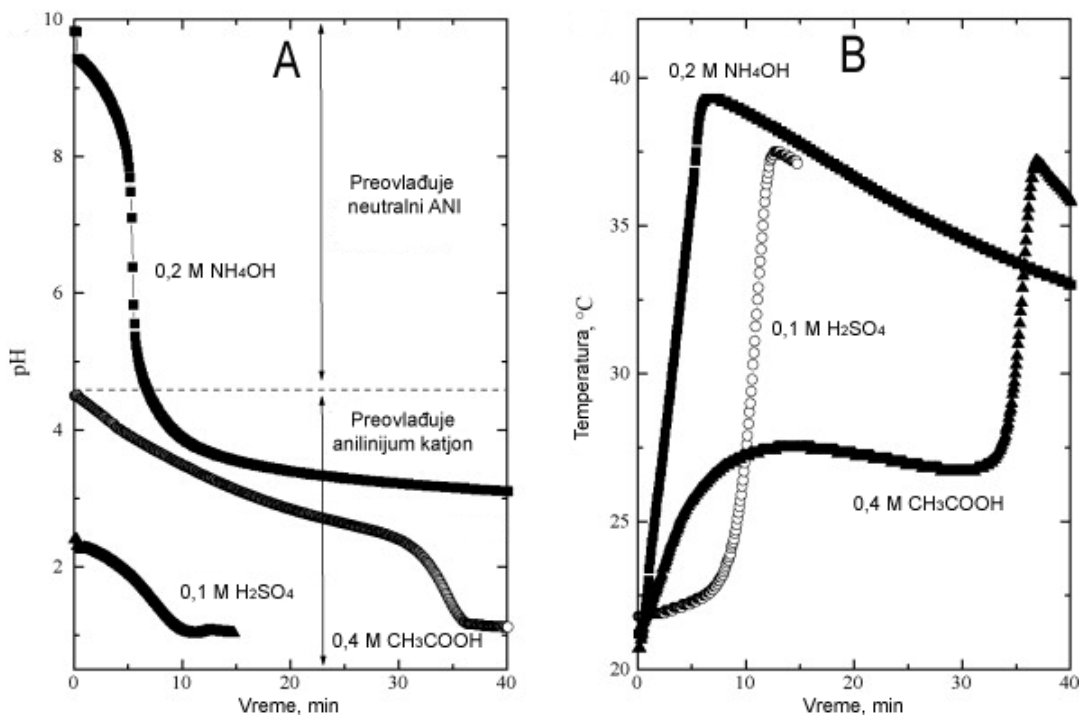 A
10
8
6
4
2
pH
0,2 M NH₄OH
Preovlađuje
neutralni ANI
Preovlađuje
anilinijum katjon
0,1 M H₂SO₄
0,4 M CH₃COOH
0
10
20
30
40
Vreme, min
B
40
35
30
25
20
Temperatura, °C
0,2 M NH₄OH
0,1 M H₂SO₄
0,4 M CH₃COOH
0
10
20
30
40
Vreme, min